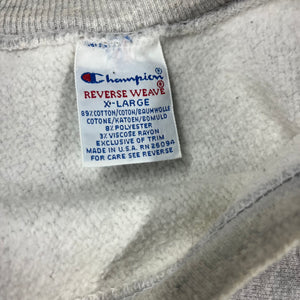 Champion
REVERSE WEAVE®
X-LARGE
89% COTTON/COTON/BAUMWOLLE
COTONE/KATOEN/BOMULD
8% POLYESTER
3% VISCOSE RAYON
EXCLUSIVE OF TRIM
MADE IN U.S.A. RN 26094
FOR CARE SEE REVERSE